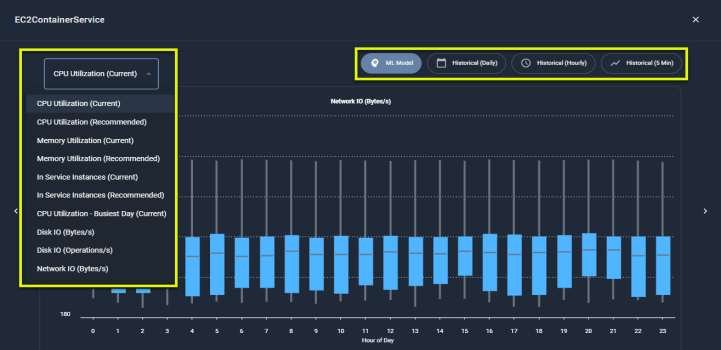 EC2ContainerService
CPU Utilization (Current)
ML Model
Historical (Daily)
Historical (Hourly)
Historical (5 Min)
CPU Utilization (Current)
CPU Utilization (Recommended)
Memory Utilization (Current)
Memory Utilization (Recommended)
In Service Instances (Current)
In Service Instances (Recommended)
CPU Utilization - Busiest Day (Current)
Disk IO (Bytes/s)
Disk IO (Operations/s)
Network IO (Bytes/s)
Network IO (Bytes/s)
180
0 1 2 3 4 5 6 7 8 9 10 11 12 13 14 15 16 17 18 19 20 21 22 23
Hour of Day